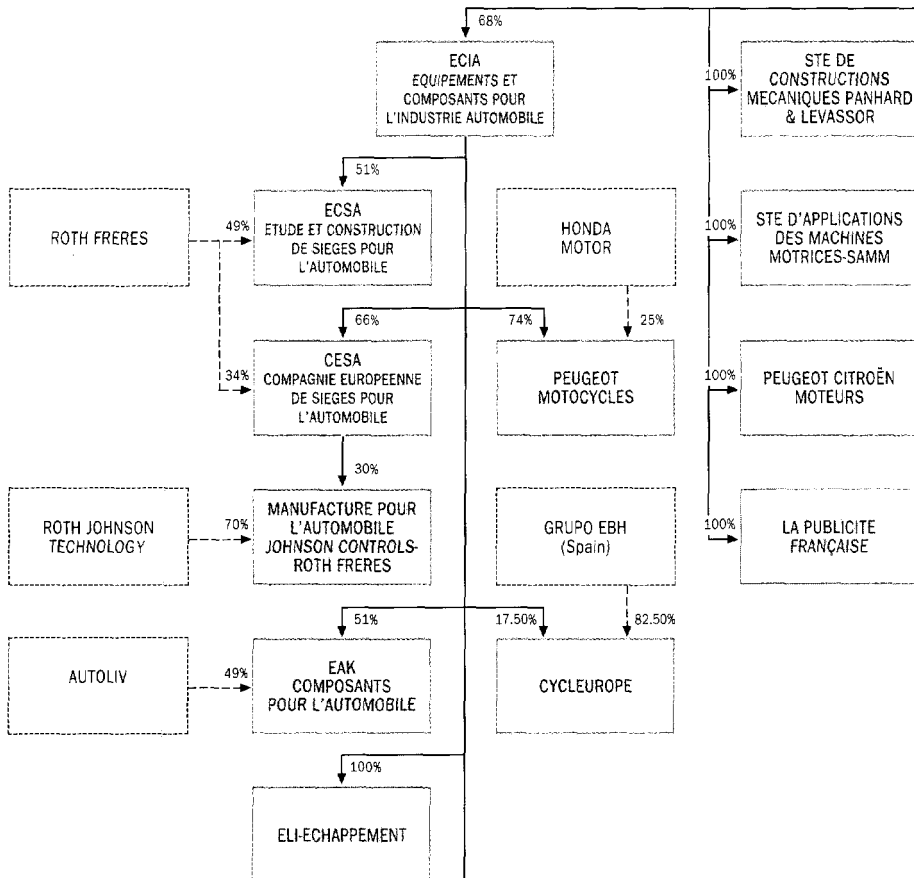 68%
ECIA
EQUIPEMENTS ET
COMPOSANTS POUR
L'INDUSTRIE AUTOMOBILE
100%
STE DE
CONSTRUCTIONS
MECANIQUES PANHARD
& LEVASSOR
51%
ROTH FRERES
49%
ECSA
ETUDE ET CONSTRUCTION
DE SIEGES POUR
L'AUTOMOBILE
HONDA
MOTOR
100%
STE D'APPLICATIONS
DES MACHINES
MOTRICES-SAMM
66%
74%
25%
34%
CESA
COMPAGNIE EUROPEENNE
DE SIEGES POUR
L'AUTOMOBILE
PEUGEOT
MOTOCYCLES
100%
PEUGEOT CITROËN
MOTEURS
30%
ROTH JOHNSON
TECHNOLOGY
70%
MANUFACTURE POUR
L'AUTOMOBILE
JOHNSON CONTROLS-
ROTH FRERES
GRUPO EBH
(Spain)
100%
LA PUBLICITE
FRANÇAISE
51%
17.50%
82.50%
AUTOLIV
49%
EAK
COMPOSANTS
POUR L'AUTOMOBILE
CYCLEUROPE
100%
ELI-ECHAPPEMENT